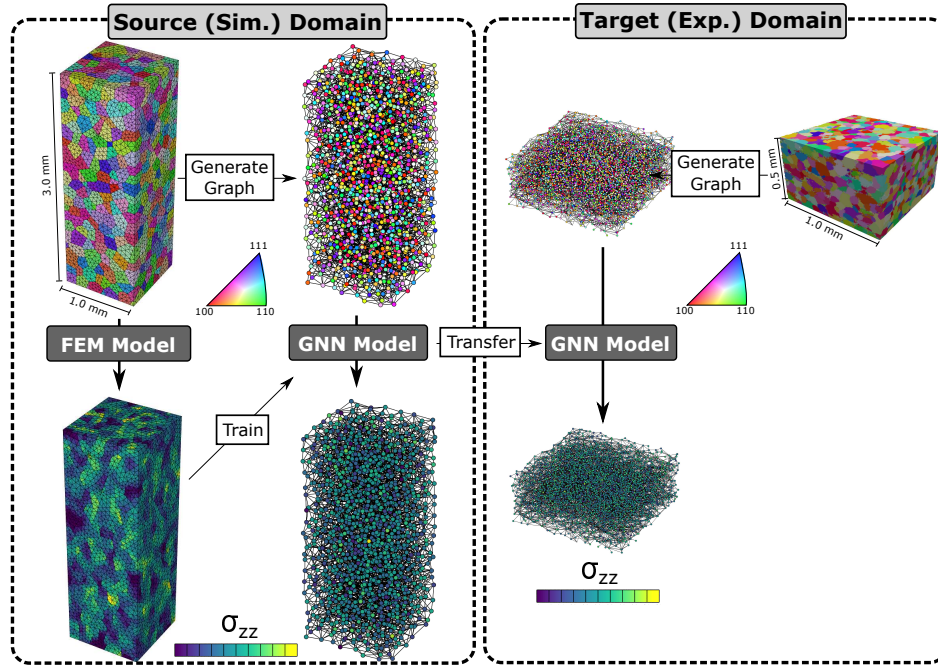 Source (Sim.) Domain
3.0 mm
1.0 mm
Generate
Graph
111
100
110
FEM Model
GNN Model
Train
σzz
Transfer
Target (Exp.) Domain
Generate
Graph
0.5 mm
1.0 mm
111
100
110
GNN Model
σzz